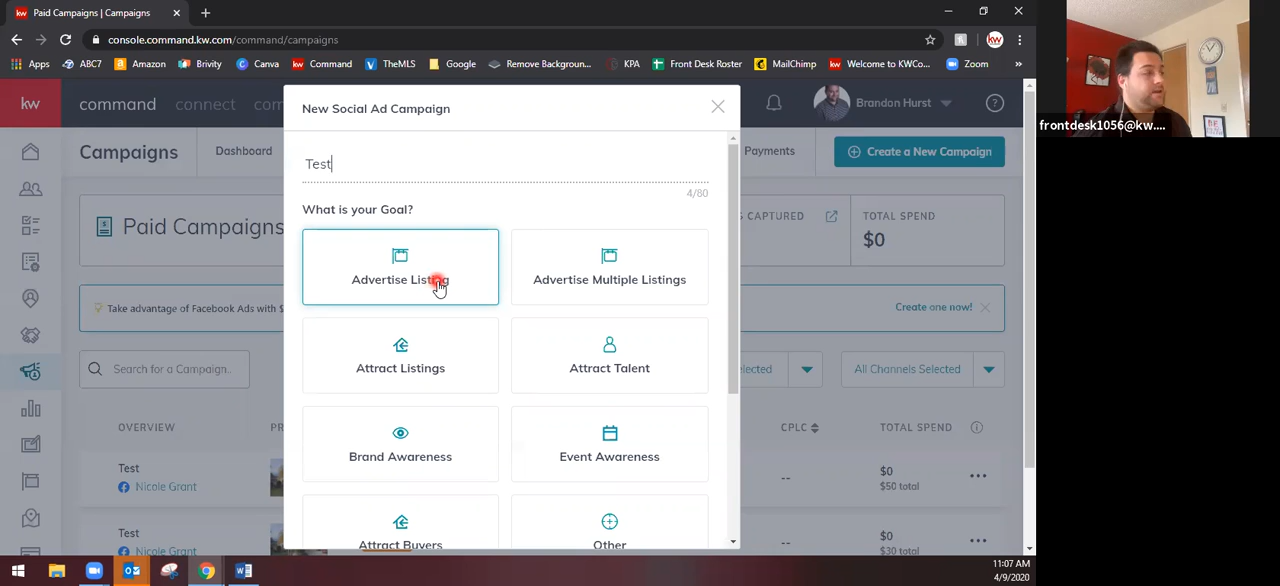 kw Paid Campaigns | Campaigns
console.command.kw.com/command/campaigns
kw
Apps ABC7 Amazon Brivity Canva Command TheMLS Google Remove Backgroun... KPA Front Desk Roster MailChimp Welcome to KWCo... Zoom »
kw command connect Brandon Hurst
Campaigns Dashboard Payments Create a New Campaign
New Social Ad Campaign
Test
4/80
What is your Goal?
Advertise Listing
Advertise Multiple Listings
Attract Listings
Attract Talent
Brand Awareness
Event Awareness
Attract Buyers
Other
Paid Campaigns
CAPTURED
TOTAL SPEND
$0
Take advantage of Facebook Ads with $
Create one now!
Search for a Campaign..
All Channels Selected
OVERVIEW
CPLC
TOTAL SPEND
Test
Nicole Grant
--
$0
$50 total
Test
Nicole Grant
--
$0
$30 total
11:07 AM
4/9/2020
frontdesk1056@kw....